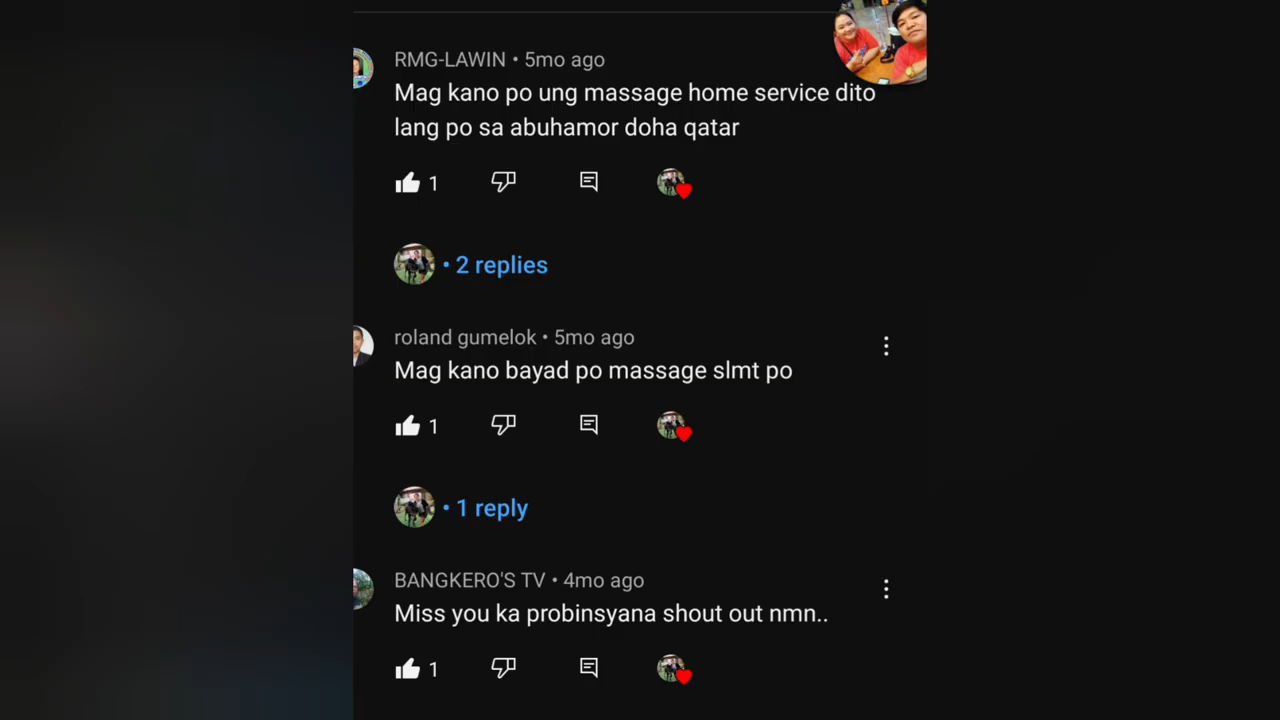 RMG-LAWIN • 5mo ago
Mag kano po ung massage home service dito
lang po sa abuhamor doha qatar
1
• 2 replies
roland gumelok • 5mo ago
Mag kano bayad po massage slmt po
1
• 1 reply
BANGKERO'S TV • 4mo ago
Miss you ka probinsyana shout out nmn..
1